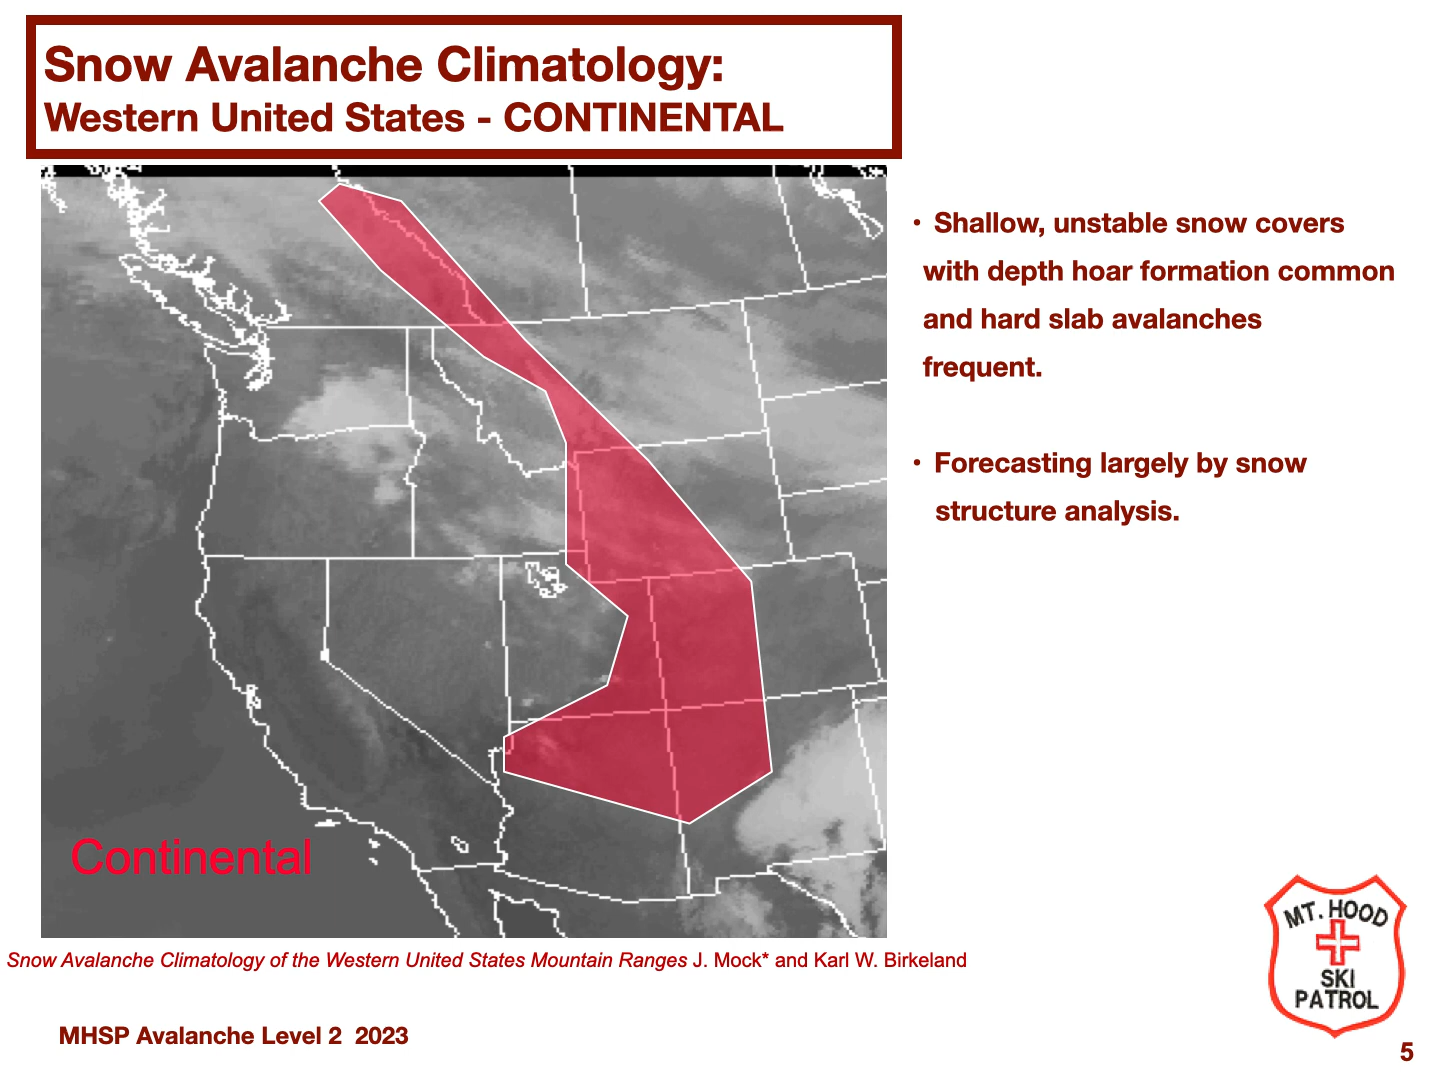 Snow Avalanche Climatology:
Western United States - CONTINENTAL
• Shallow, unstable snow covers
with depth hoar formation common
and hard slab avalanches
frequent.
• Forecasting largely by snow
structure analysis.
Continental
Snow Avalanche Climatology of the Western United States Mountain Ranges J. Mock* and Karl W. Birkeland
MT. HOOD
SKI
PATROL
MHSP Avalanche Level 2 2023
5